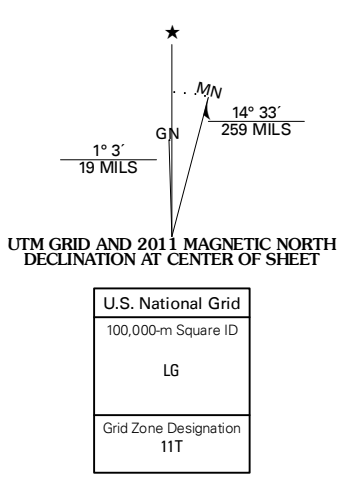 ★
MN
14° 33´
259 MILS
GN
1° 3´
19 MILS
UTM GRID AND 2011 MAGNETIC NORTH
DECLINATION AT CENTER OF SHEET
U.S. National Grid
100,000-m Square ID
LG
Grid Zone Designation
11T